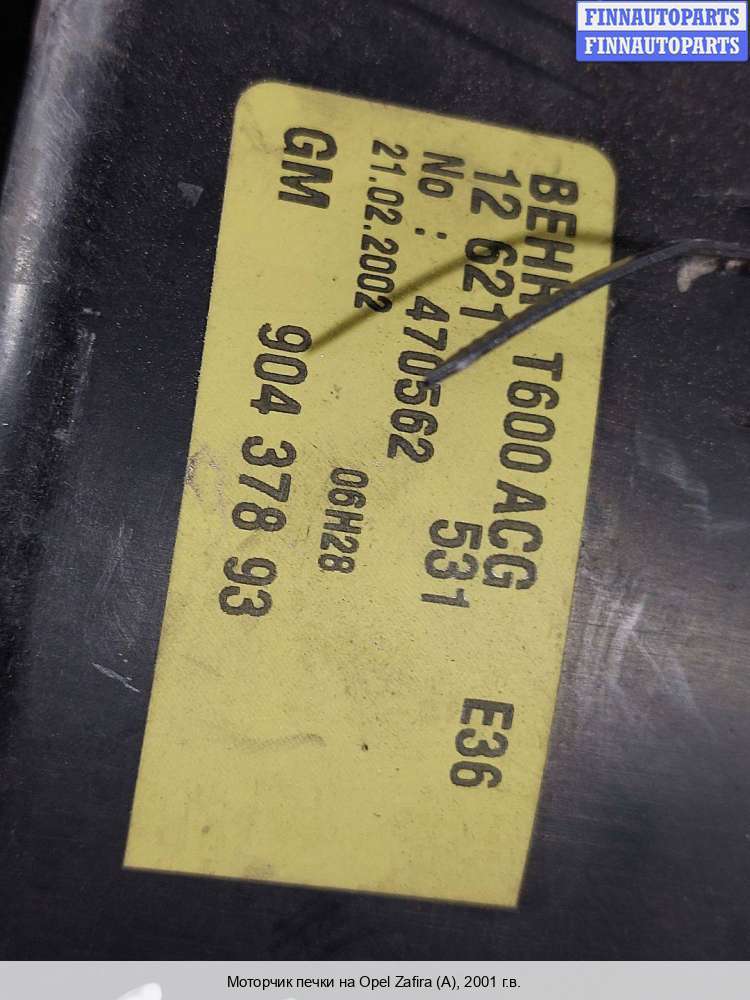 FINNAUTOPARTS
FINNAUTOPARTS
BEHR T600 ACG E36
12 621 531
No : 470562
21.02.2002 06H28
GM 904 378 93
Моторчик печки на Opel Zafira (A), 2001 г.в.